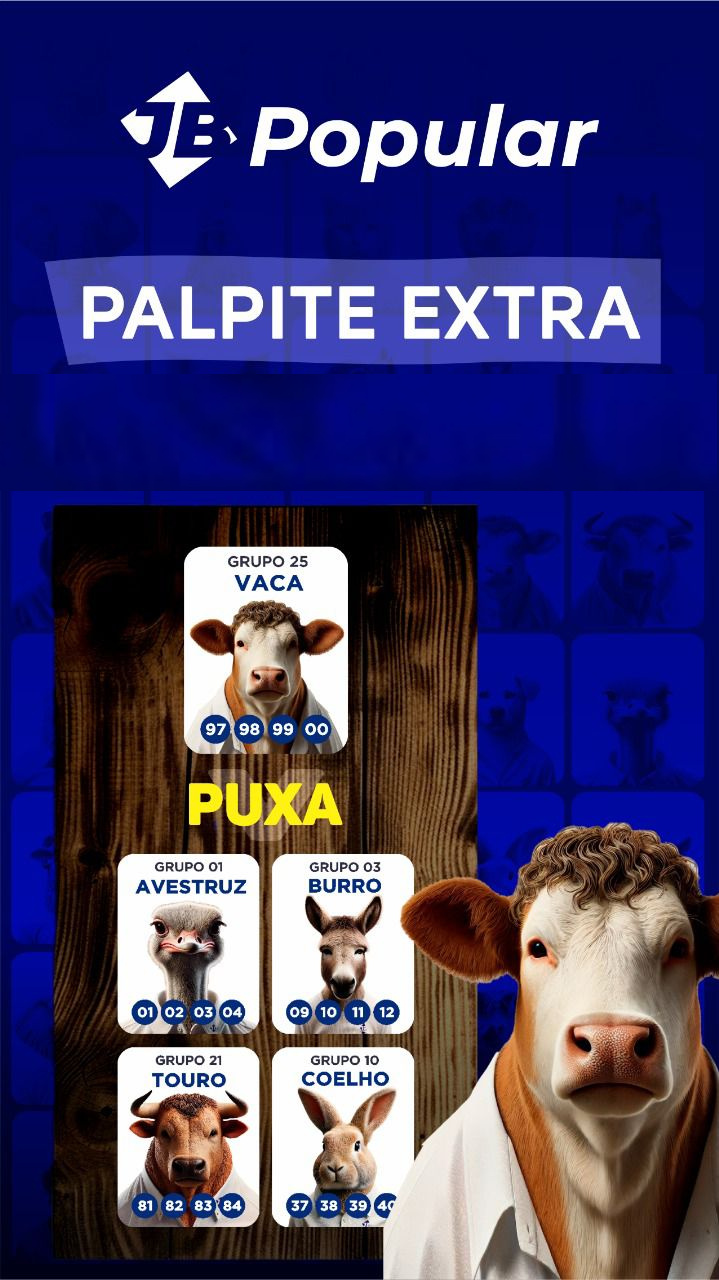 JB Popular
PALPITE EXTRA
GRUPO 25
VACA
97 98 99 00
PUXA
GRUPO 01
AVESTRUZ
01 02 03 04
GRUPO 03
BURRO
09 10 11 12
GRUPO 21
TOURO
81 82 83 84
GRUPO 10
COELHO
37 38 39 40